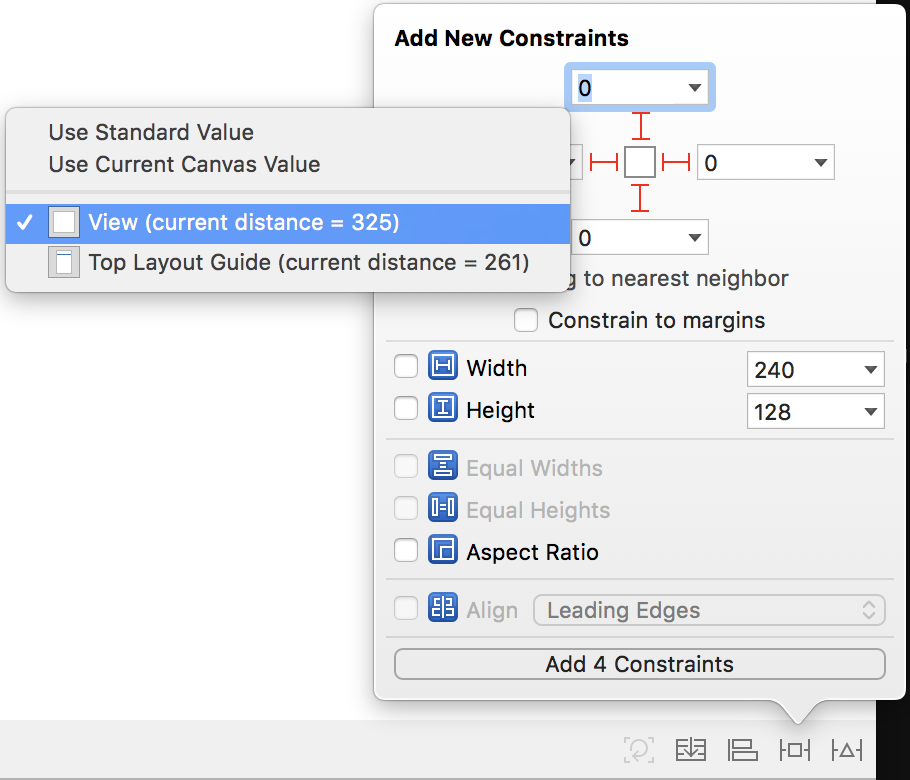 Add New Constraints
0
Use Standard Value
Use Current Canvas Value
0
View (current distance = 325)
0
Top Layout Guide (current distance = 261)
to nearest neighbor
Constrain to margins
Width
240
Height
128
Equal Widths
Equal Heights
Aspect Ratio
Align
Leading Edges
Add 4 Constraints